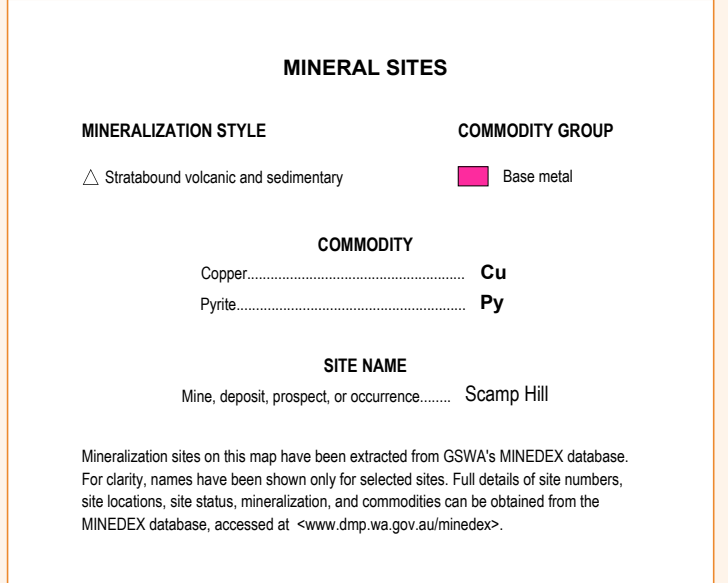 MINERAL SITES
MINERALIZATION STYLE
COMMODITY GROUP
Stratabound volcanic and sedimentary
Base metal
COMMODITY
Copper........................................................ Cu
Pyrite........................................................... Py
SITE NAME
Mine, deposit, prospect, or occurrence........ Scamp Hill
Mineralization sites on this map have been extracted from GSWA's MINEDEX database.
For clarity, names have been shown only for selected sites. Full details of site numbers,
site locations, site status, mineralization, and commodities can be obtained from the
MINEDEX database, accessed at <www.dmp.wa.gov.au/minedex>.